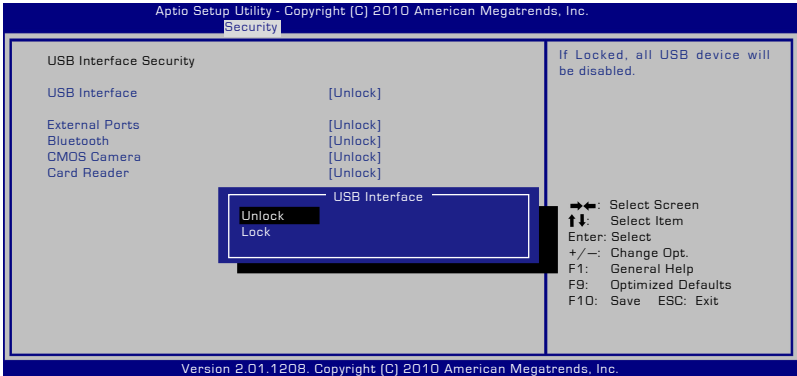 Aptio Setup Utility - Copyright (C) 2010 American Megatrends, Inc.
Security
USB Interface Security
USB Interface [Unlock]
External Ports [Unlock]
Bluetooth [Unlock]
CMOS Camera [Unlock]
Card Reader [Unlock]
USB Interface
Unlock
Lock
If Locked, all USB device will
be disabled.
→←: Select Screen
↑↓: Select Item
Enter: Select
+/—: Change Opt.
F1: General Help
F9: Optimized Defaults
F10: Save ESC: Exit
Version 2.01.1208. Copyright (C) 2010 American Megatrends, Inc.